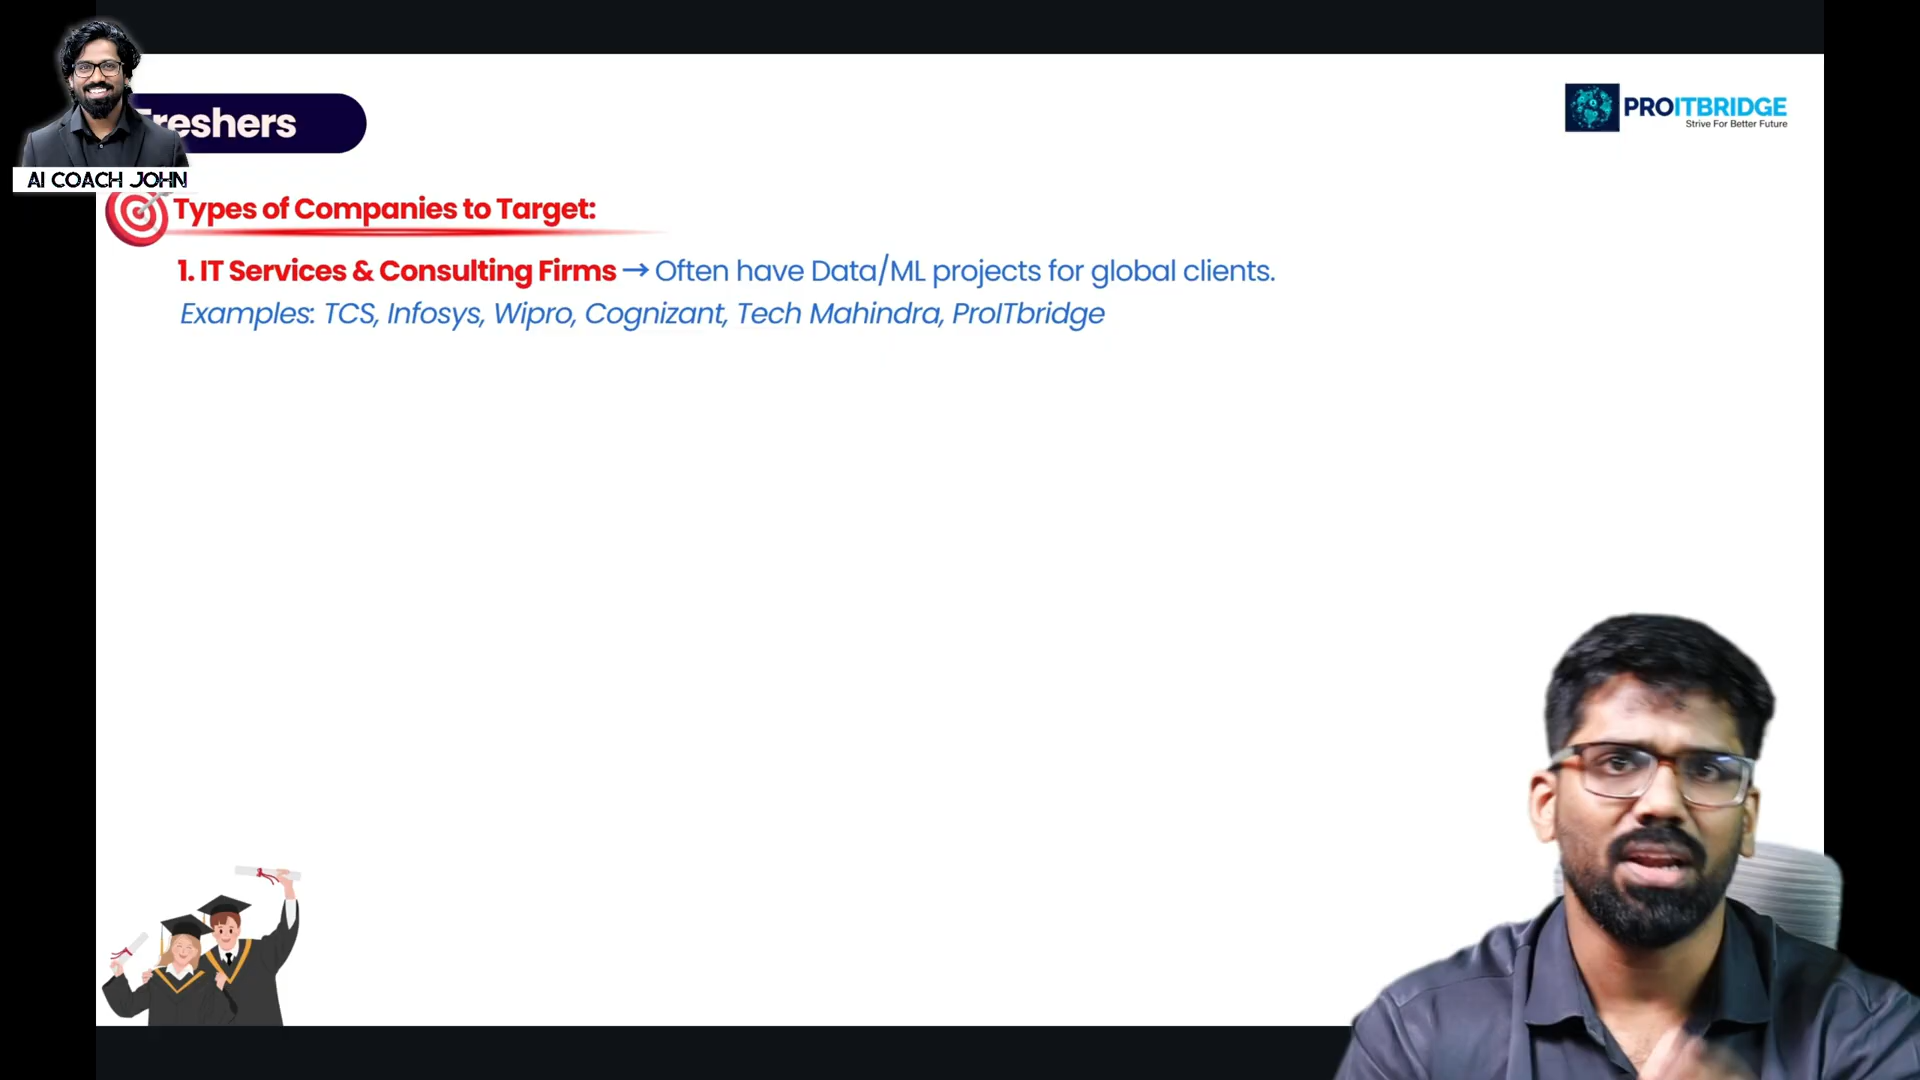 Freshers
PROITBRIDGE
Strive For Better Future
AI COACH JOHN
Types of Companies to Target:
1. IT Services & Consulting Firms → Often have Data/ML projects for global clients.
Examples: TCS, Infosys, Wipro, Cognizant, Tech Mahindra, ProITbridge